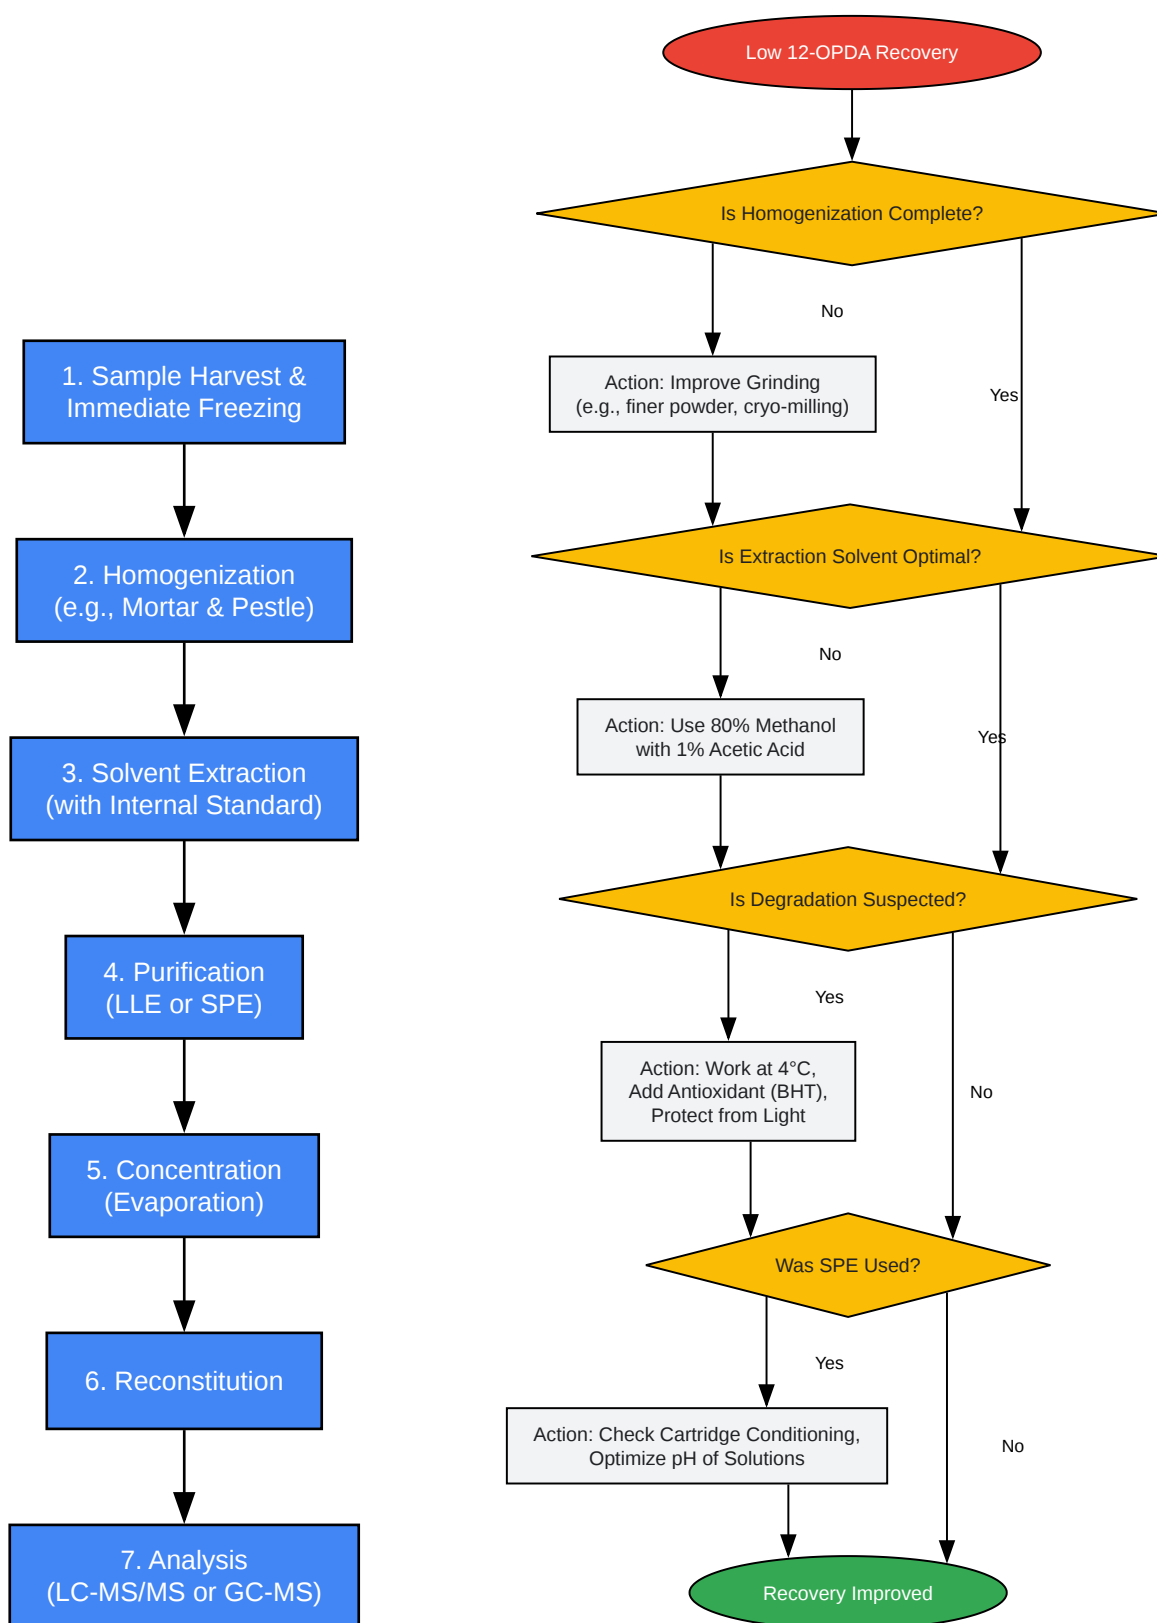 1. Sample Harvest &
Immediate Freezing
2. Homogenization
(e.g., Mortar & Pestle)
3. Solvent Extraction
(with Internal Standard)
4. Purification
(LLE or SPE)
5. Concentration
(Evaporation)
6. Reconstitution
7. Analysis
(LC-MS/MS or GC-MS)
Low 12-OPDA Recovery
Is Homogenization Complete?
No
Yes
Action: Improve Grinding
(e.g., finer powder, cryo-milling)
Is Extraction Solvent Optimal?
No
Yes
Action: Use 80% Methanol
with 1% Acetic Acid
Is Degradation Suspected?
Yes
No
Action: Work at 4°C,
Add Antioxidant (BHT),
Protect from Light
Was SPE Used?
Yes
No
Action: Check Cartridge Conditioning,
Optimize pH of Solutions
Recovery Improved